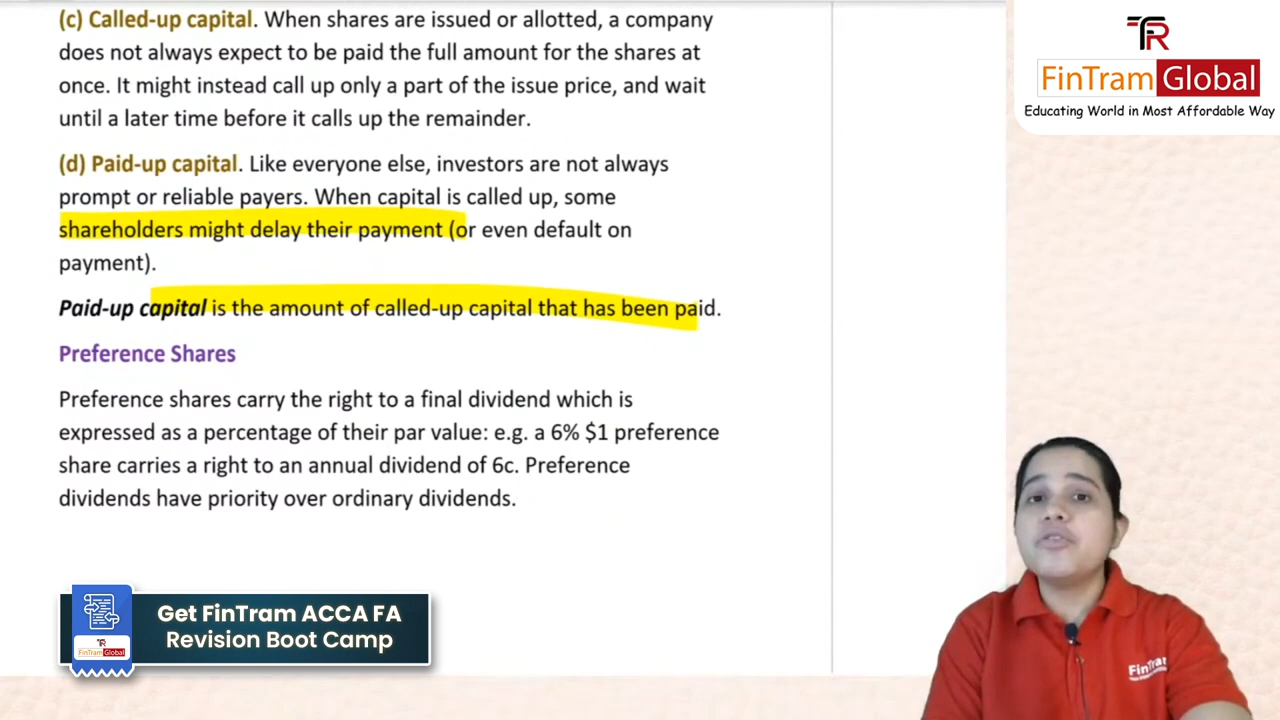 (c) Called-up capital. When shares are issued or allotted, a company
does not always expect to be paid the full amount for the shares at
once. It might instead call up only a part of the issue price, and wait
until a later time before it calls up the remainder.
(d) Paid-up capital. Like everyone else, investors are not always
prompt or reliable payers. When capital is called up, some
shareholders might delay their payment (or even default on
payment).
Paid-up capital is the amount of called-up capital that has been paid.
Preference Shares
Preference shares carry the right to a final dividend which is
expressed as a percentage of their par value: e.g. a 6% $1 preference
share carries a right to an annual dividend of 6c. Preference
dividends have priority over ordinary dividends.
TR
FinTram Global
Educating World in Most Affordable Way
TR
FinTram Global
Get FinTram ACCA FA
Revision Boot Camp
FinTram